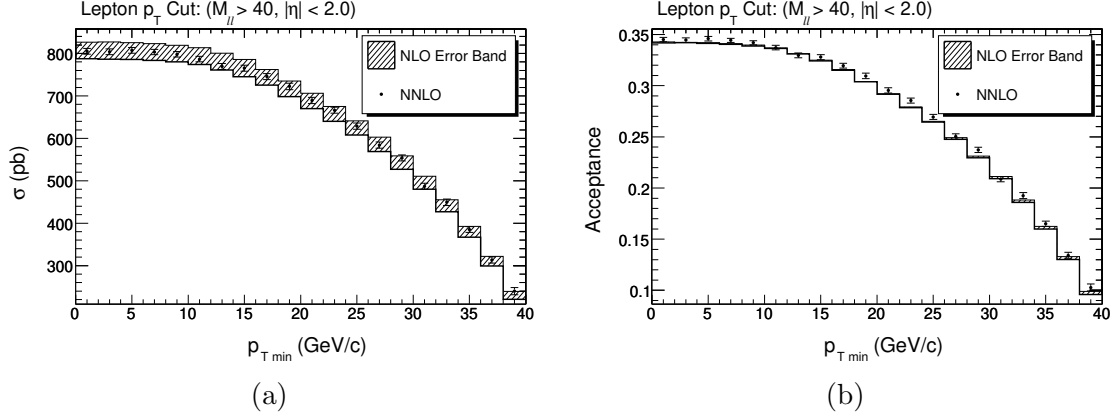 Lepton p_T Cut: (M_ll > 40, |η| < 2.0)
σ (pb)
800
700
600
500
400
300
NLO Error Band
NNLO
0 5 10 15 20 25 30 35 40
p_T min (GeV/c)
(a)
Lepton p_T Cut: (M_ll > 40, |η| < 2.0)
Acceptance
0.35
0.3
0.25
0.2
0.15
0.1
NLO Error Band
NNLO
0 5 10 15 20 25 30 35 40
p_T min (GeV/c)
(b)